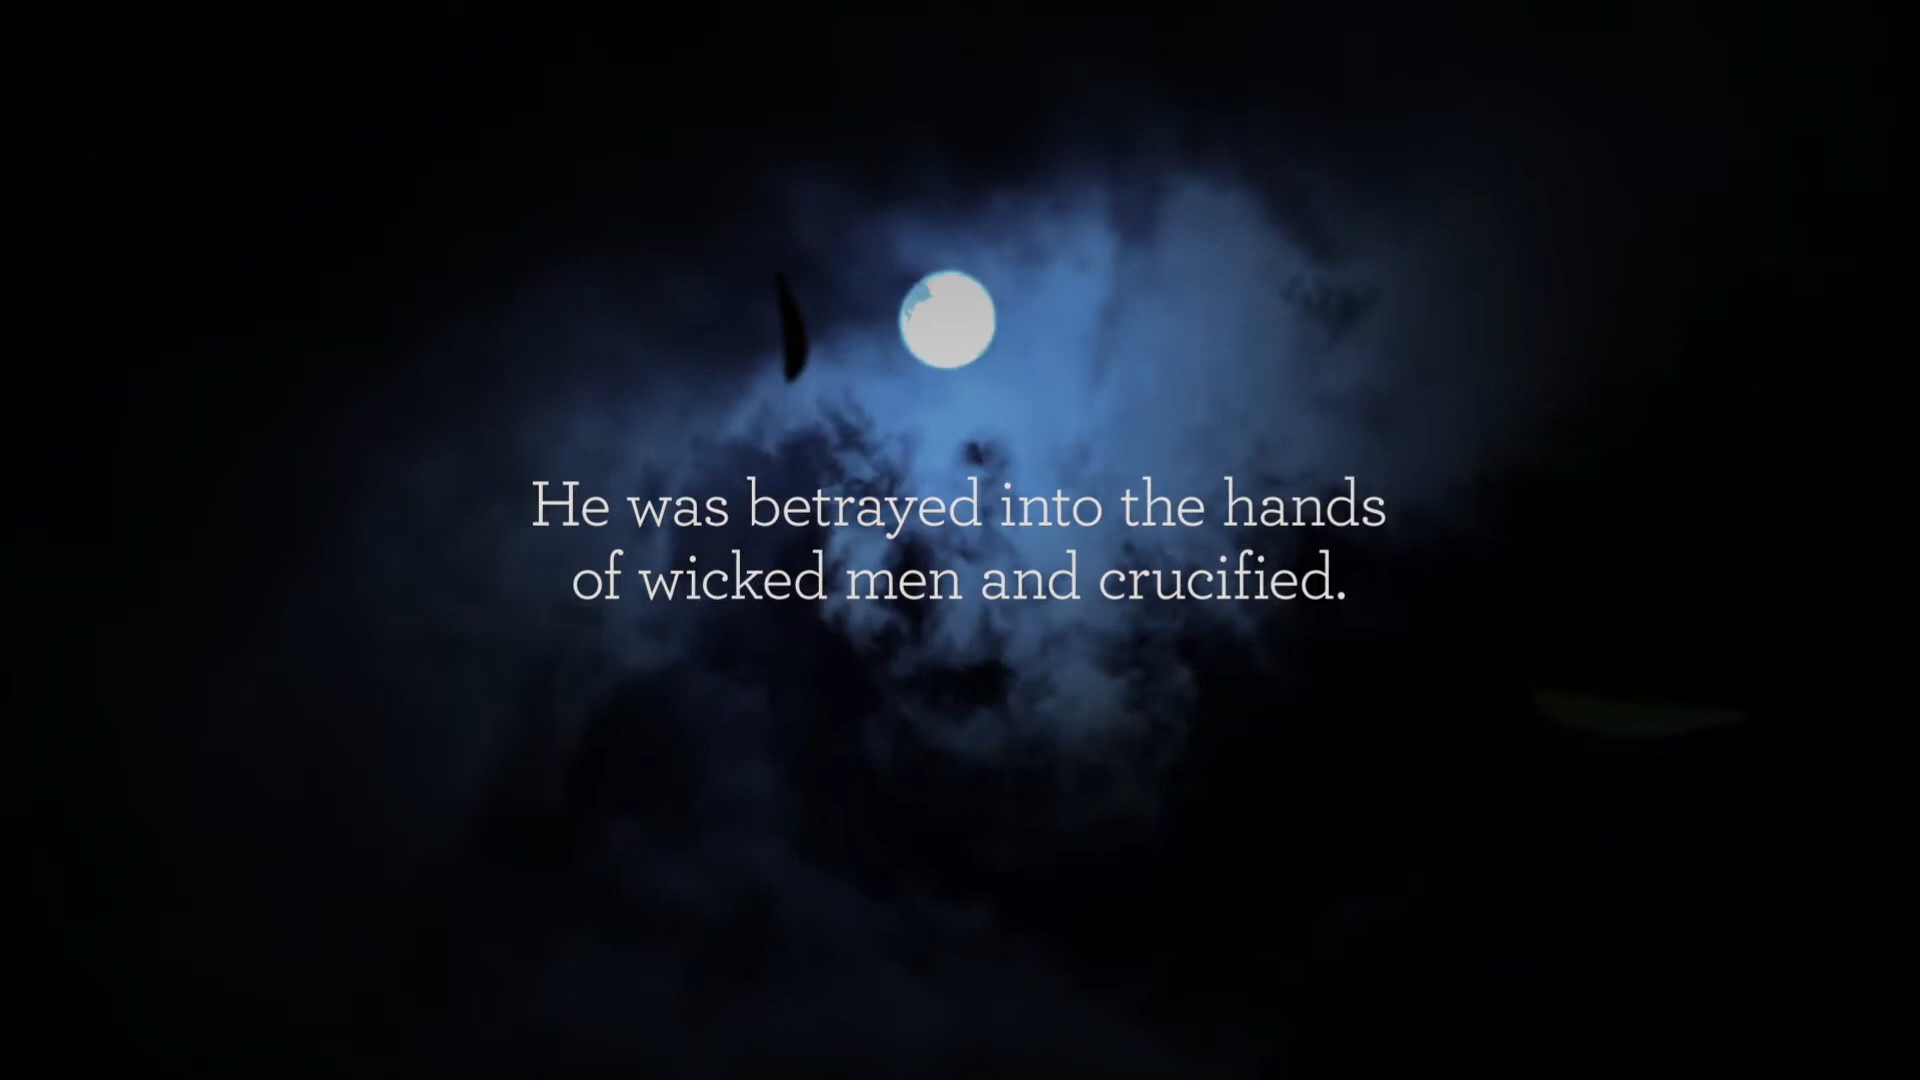 He was betrayed into the hands
of wicked men and crucified.